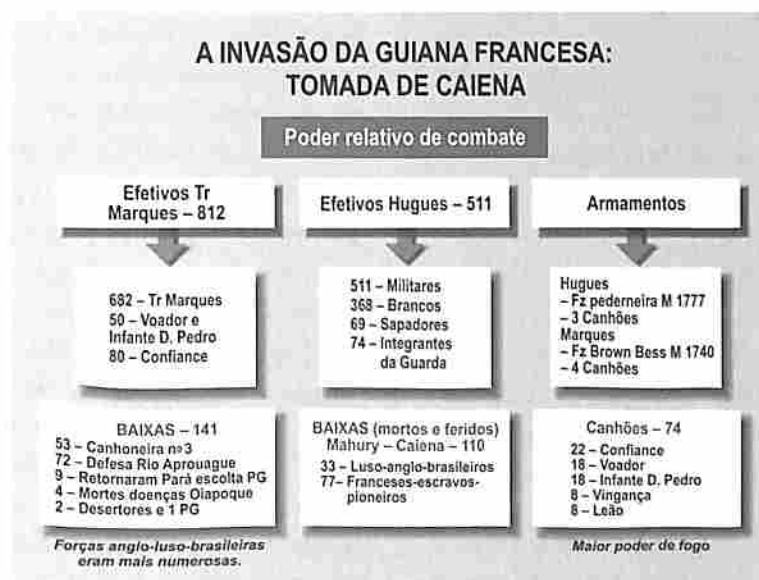 A INVASÃO DA GUIANA FRANCESA:
TOMADA DE CAIENA
Poder relativo de combate
Efetivos Tr
Marques – 812
682 – Tr Marques
50 – Voador e
Infante D. Pedro
80 – Confiance
BAIXAS – 141
53 – Canhoneira nº 3
72 – Defesa Rio Aprouague
9 – Retornaram Pará escolta PG
4 – Mortes doenças Oiapoque
2 – Desertores e 1 PG
Forças anglo-luso-brasileiras
eram mais numerosas.
Efetivos Hugues – 511
511 – Militares
368 – Brancos
69 – Sapadores
74 – Integrantes
da Guarda
BAIXAS (mortos e feridos)
Mahury – Caiena – 110
33 – Luso-anglo-brasileiros
77 – Franceses-escravos-
pioneiros
Armamentos
Hugues
– Fz pederneira M 1777
– 3 Canhões
Marques
– Fz Brown Bess M 1740
– 4 Canhões
Canhões – 74
22 – Confiance
18 – Voador
18 – Infante D. Pedro
8 – Vingança
8 – Leão
Maior poder de fogo